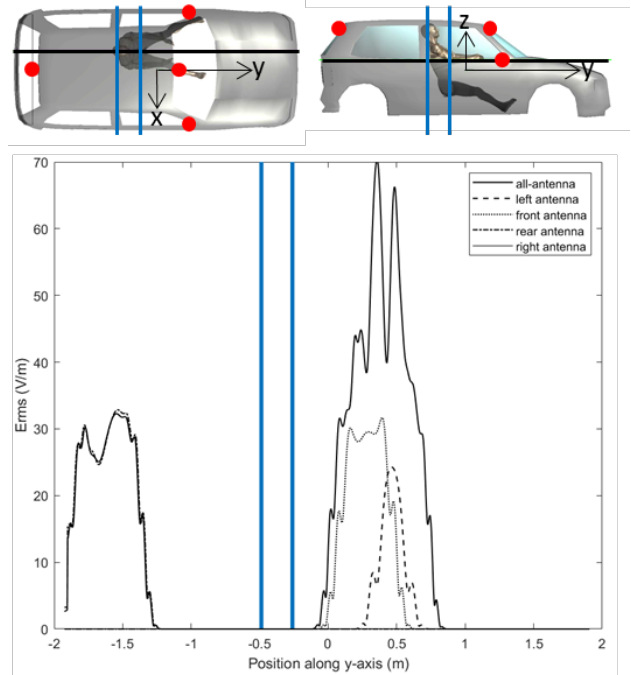 y
x
z
y
70
60
50
40
30
20
10
0
Erms (V/m)
all-antenna
left antenna
front antenna
rear antenna
right antenna
-2 -1.5 -1 -0.5 0 0.5 1 1.5 2
Position along y-axis (m)